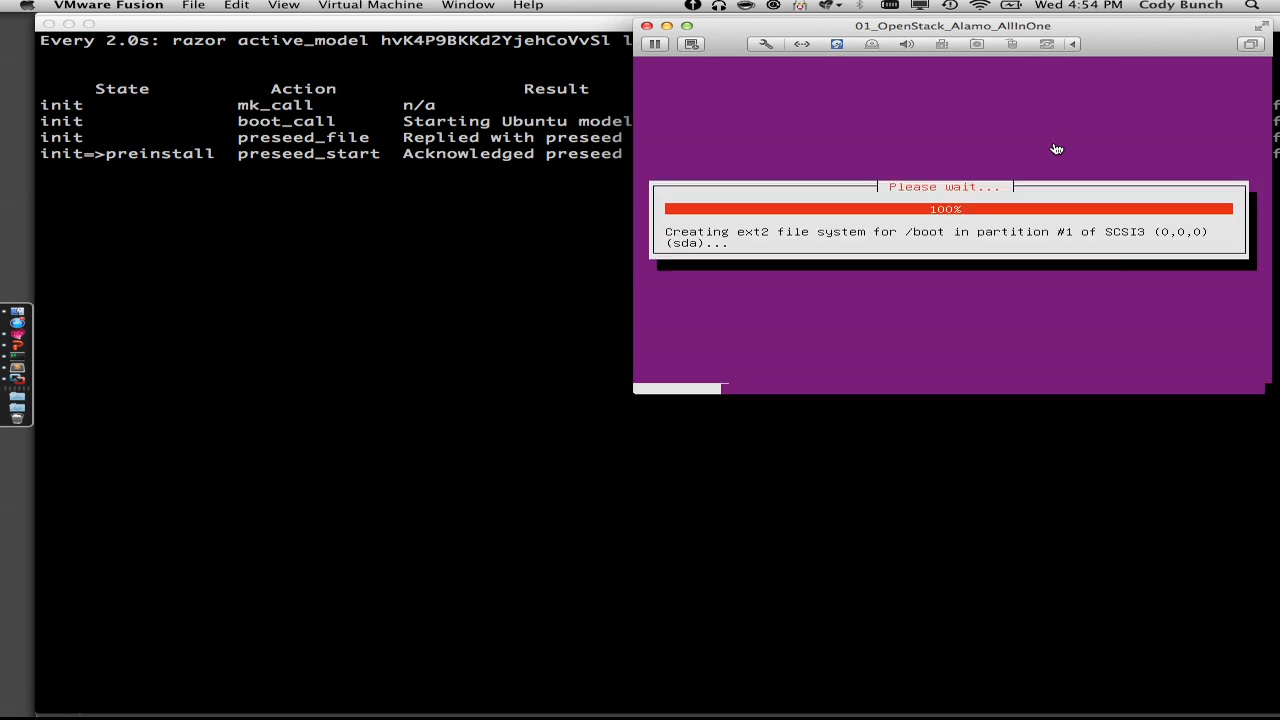 VMware Fusion File Edit View Virtual Machine Window Help Wed 4:54 PM Cody Bunch
Every 2.0s: razor active_model hvK4P9BKKd2YjehCoVvSl l
State Action Result
init mk_call n/a
init boot_call Starting Ubuntu model
init preseed_file Replied with preseed
init=>preinstall preseed_start Acknowledged preseed
01_OpenStack_Alamo_AllInOne
Please wait...
100%
Creating ext2 file system for /boot in partition #1 of SCSI3 (0,0,0)
(sda)...